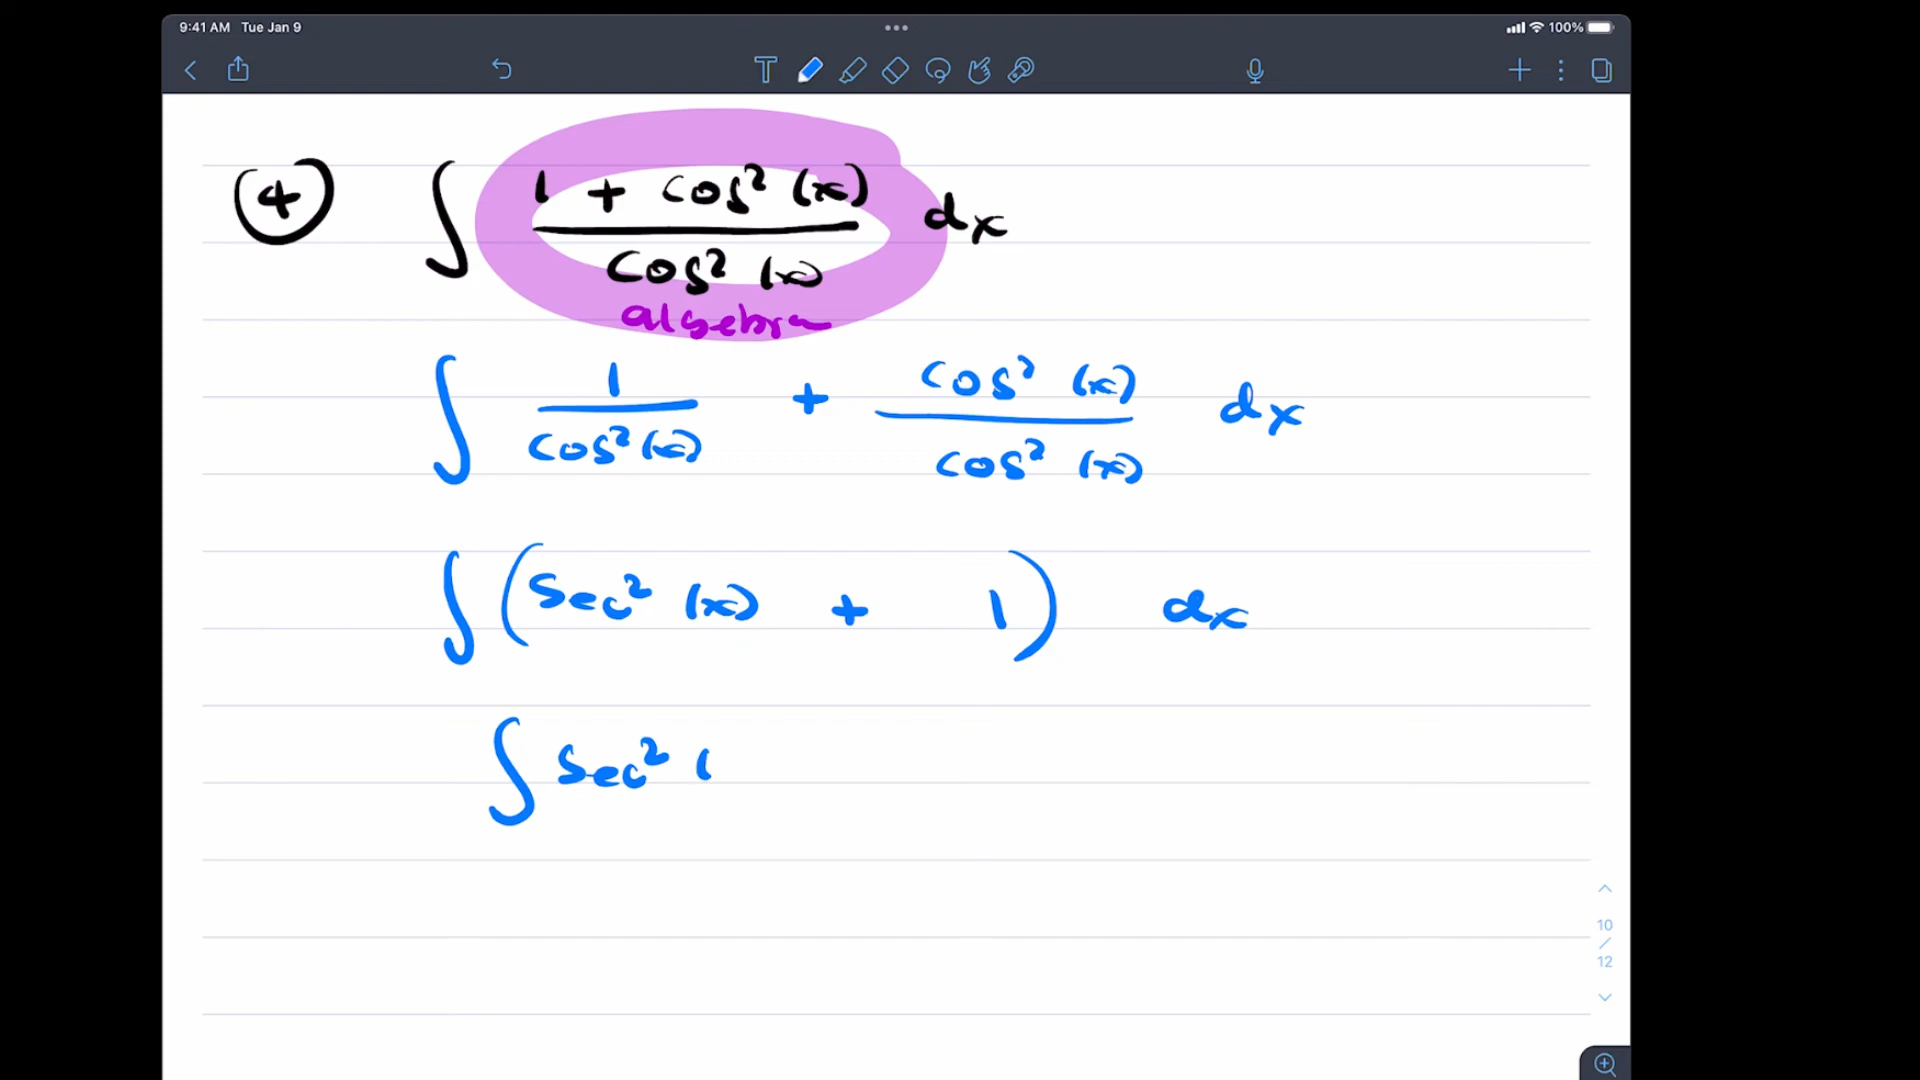 9:41 AM Tue Jan 9 100%
④ ∫ (1 + cos²(x)) / cos²(x) dx
algebra
∫ 1 / cos²(x) + cos²(x) / cos²(x) dx
∫ (sec²(x) + 1) dx
∫ sec² (
10
/
12